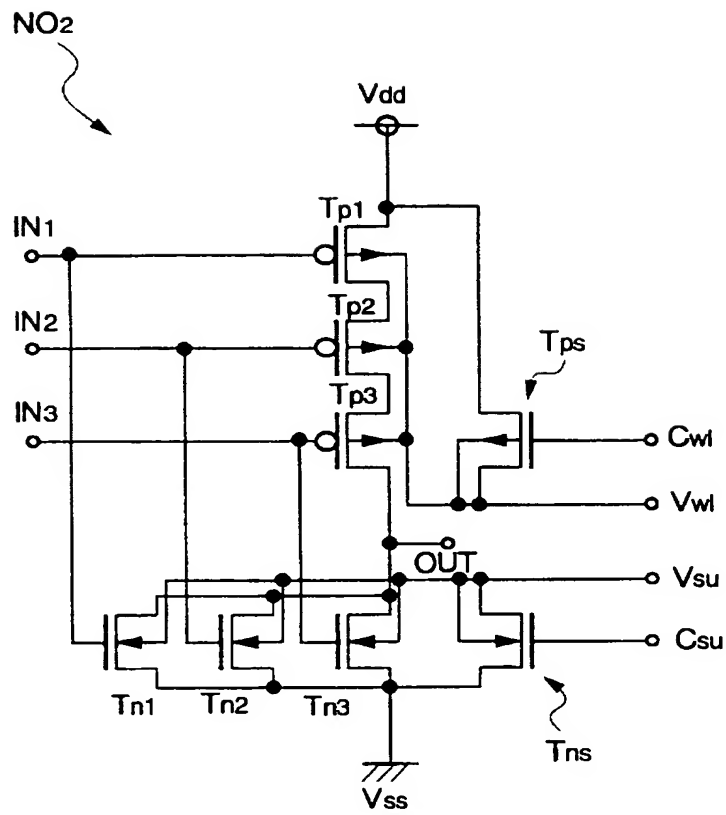 NO2
Vdd
Tp1
IN1
Tp2
IN2
Tps
Tp3
IN3
Cwl
Vwl
OUT
Vsu
Csu
Tn1
Tn2
Tn3
Tns
Vss